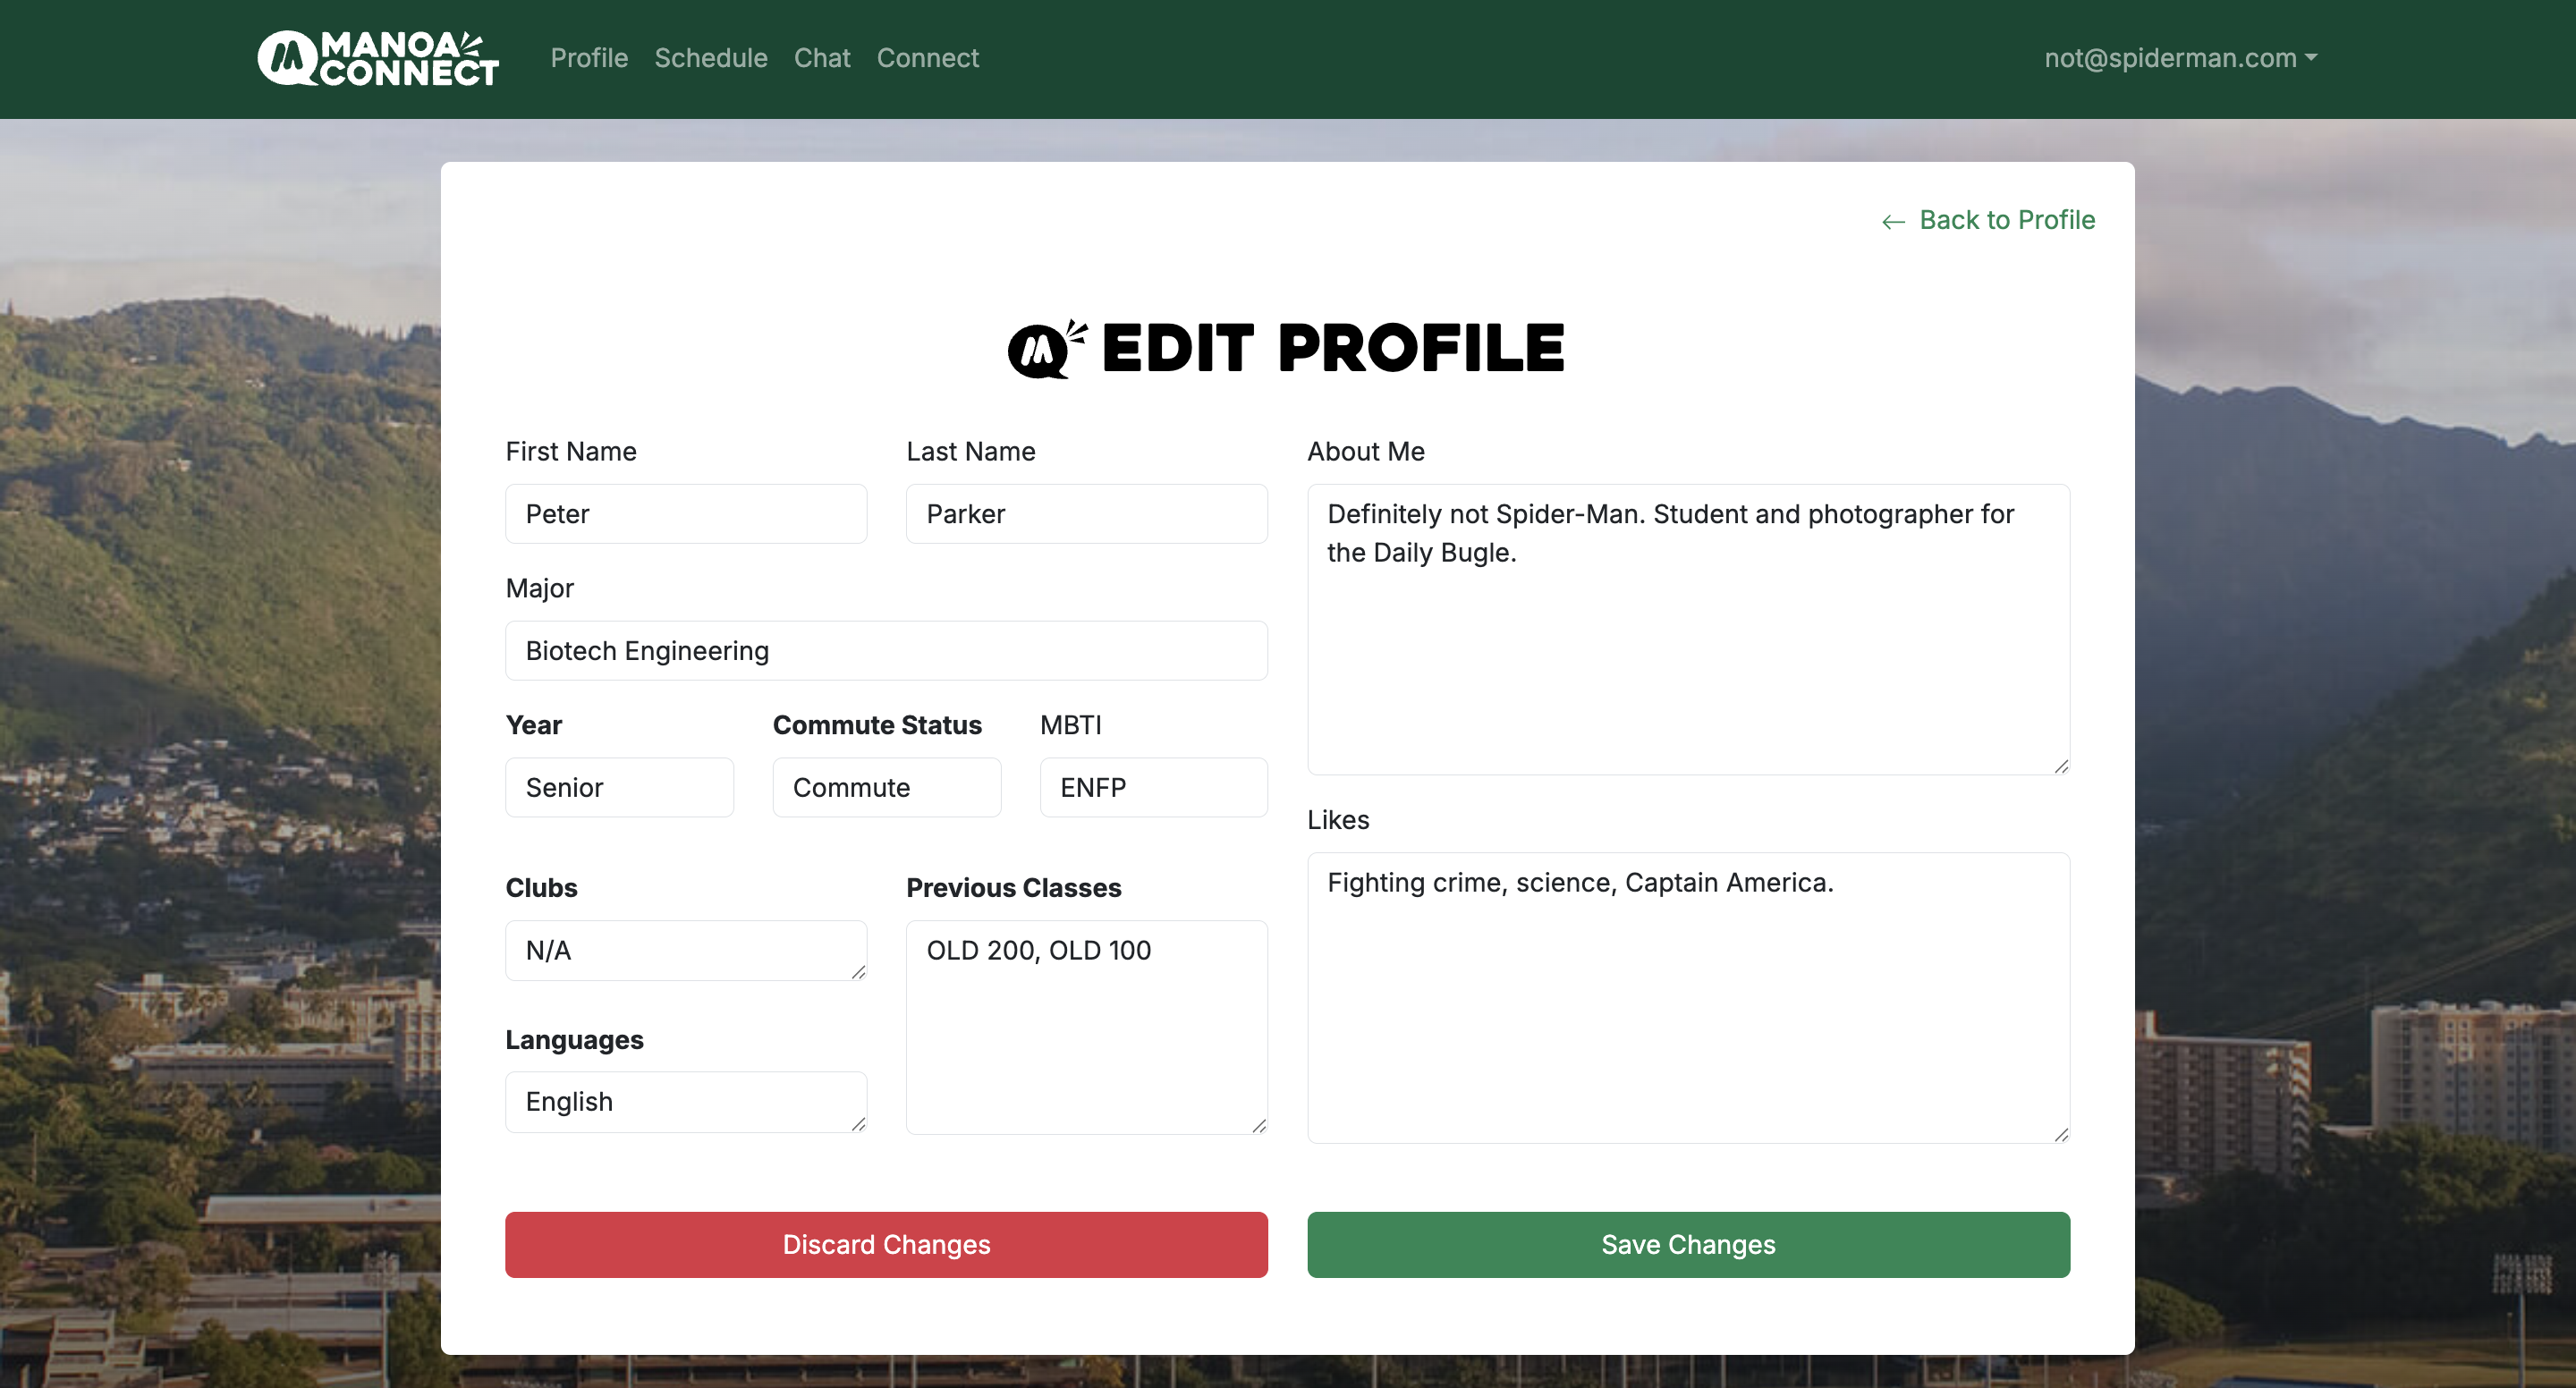 MANOA
CONNECT
Profile Schedule Chat Connect
not@spiderman.com
← Back to Profile
EDIT PROFILE
First Name
Peter
Last Name
Parker
Major
Biotech Engineering
Year
Senior
Commute Status
Commute
MBTI
ENFP
Clubs
N/A
Languages
English
Previous Classes
OLD 200, OLD 100
About Me
Definitely not Spider-Man. Student and photographer for
the Daily Bugle.
Likes
Fighting crime, science, Captain America.
Discard Changes
Save Changes